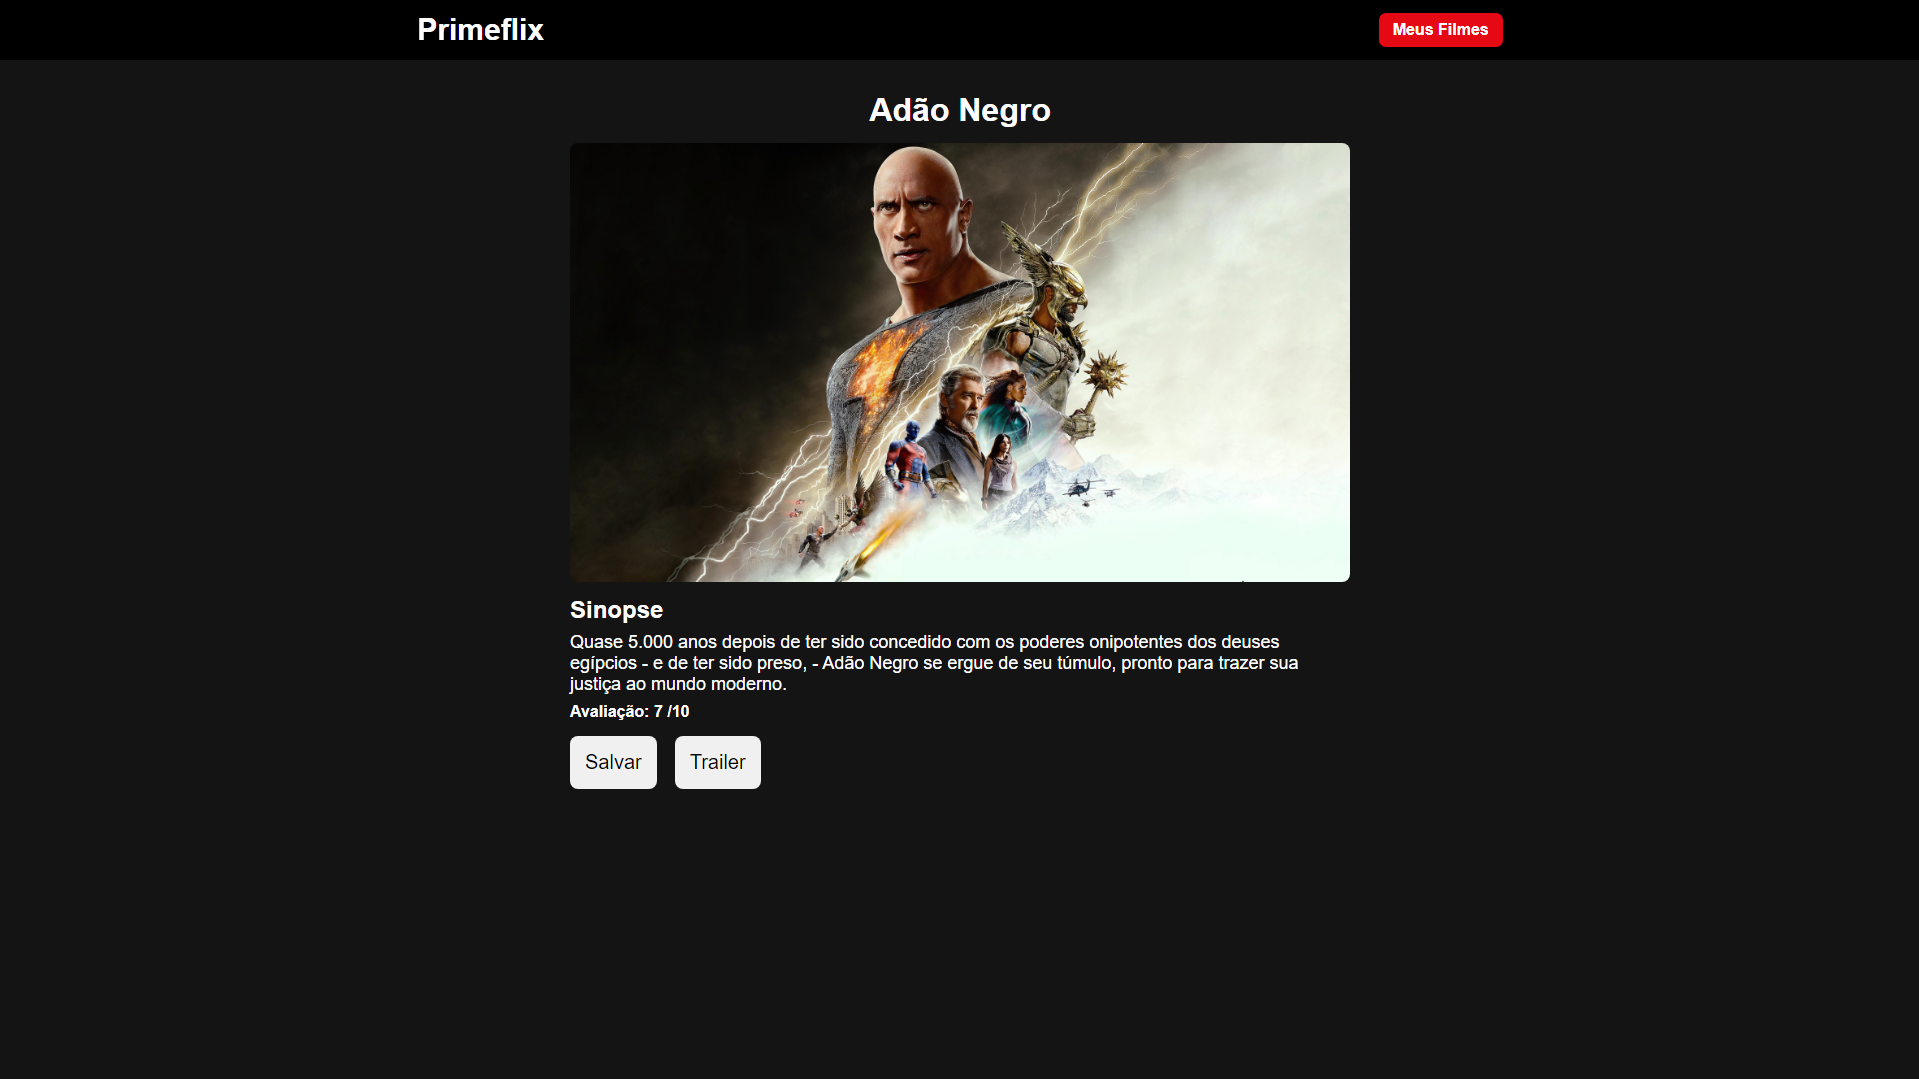 Primeflix
Meus Filmes
Adão Negro
Sinopse
Quase 5.000 anos depois de ter sido concedido com os poderes onipotentes dos deuses
egípcios - e de ter sido preso, - Adão Negro se ergue de seu túmulo, pronto para trazer sua
justiça ao mundo moderno.
Avaliação: 7 /10
Salvar
Trailer